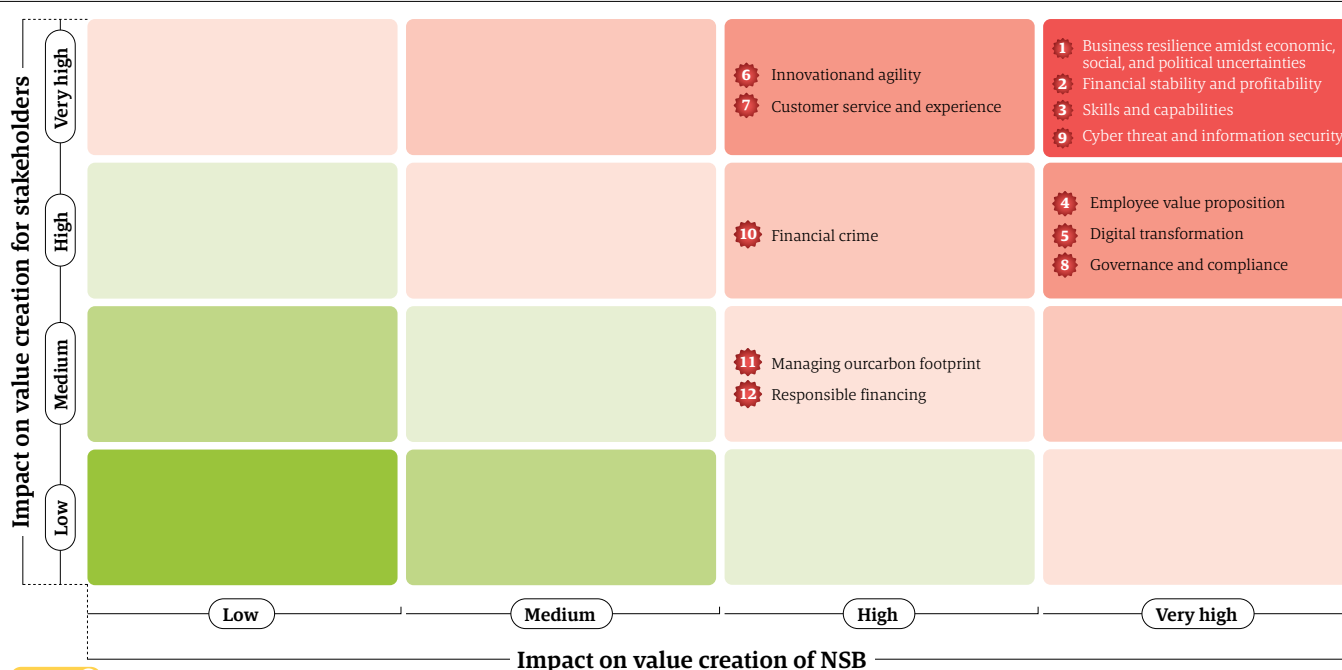 Impact on value creation for stakeholders
Very high
High
Medium
Low
6 Innovationand agility
7 Customer service and experience
1 Business resilience amidst economic,
social, and political uncertainties
2 Financial stability and profitability
3 Skills and capabilities
9 Cyber threat and information security
10 Financial crime
4 Employee value proposition
5 Digital transformation
8 Governance and compliance
11 Managing ourcarbon footprint
12 Responsible financing
Low
Medium
High
Very high
Impact on value creation of NSB